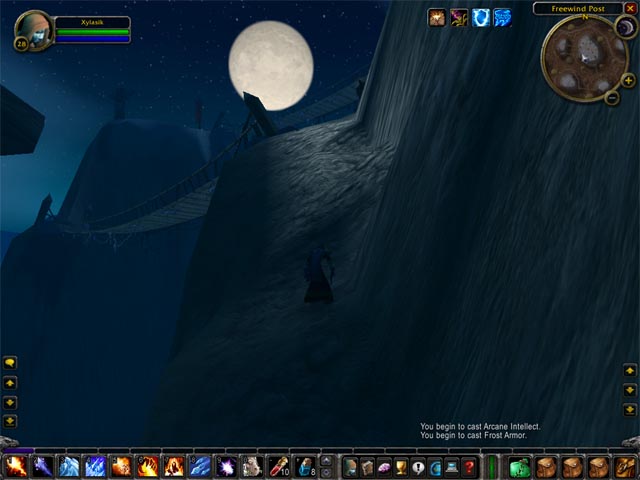 Xylasik
28
Freewind Post
N
You begin to cast Arcane Intellect.
You begin to cast Frost Armor.
10
8